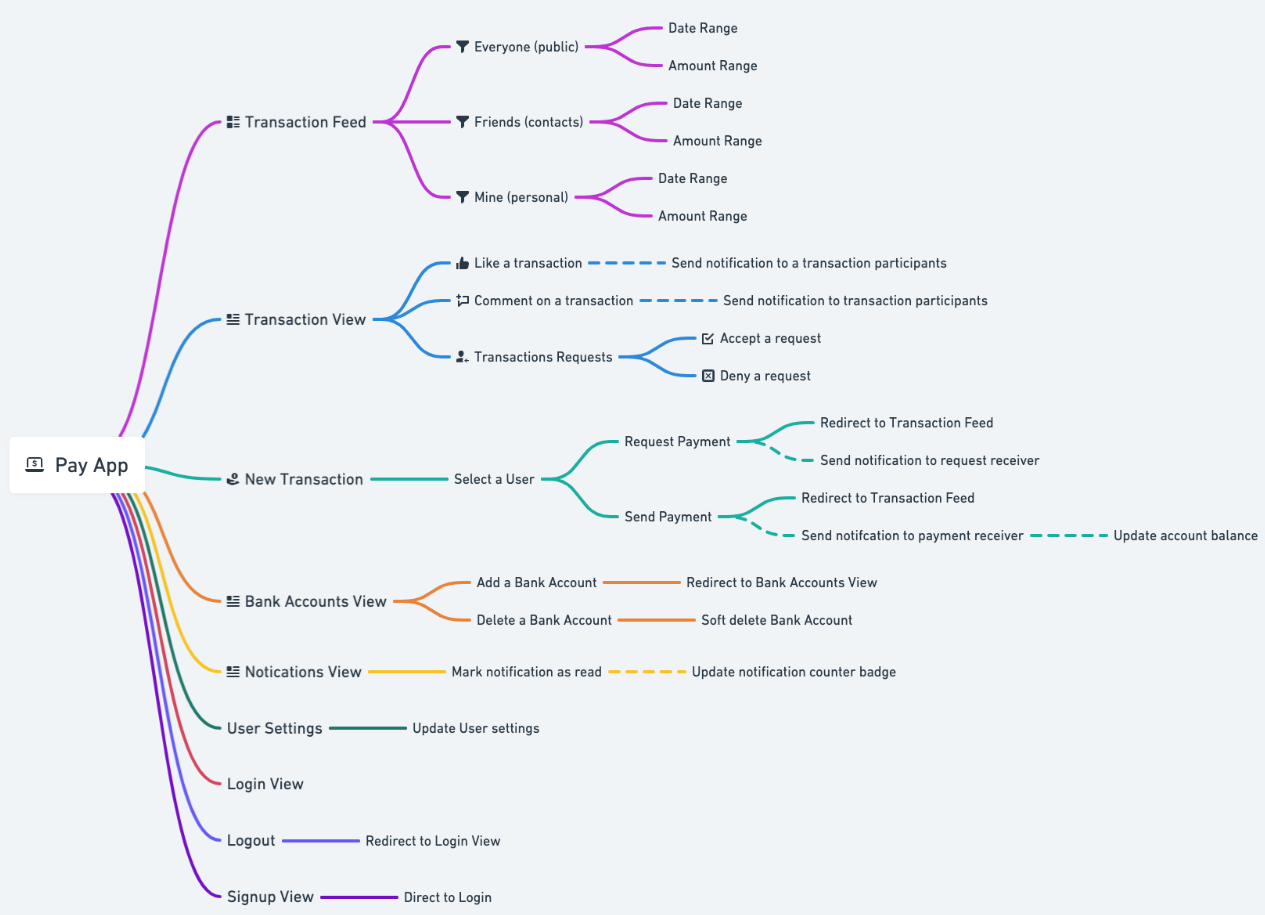 Pay App
Transaction Feed
Everyone (public)
Date Range
Amount Range
Friends (contacts)
Date Range
Amount Range
Mine (personal)
Date Range
Amount Range
Transaction View
Like a transaction
Send notification to a transaction participants
Comment on a transaction
Send notification to transaction participants
Transactions Requests
Accept a request
Deny a request
New Transaction
Select a User
Request Payment
Redirect to Transaction Feed
Send notification to request receiver
Send Payment
Redirect to Transaction Feed
Send notifcation to payment receiver
Update account balance
Bank Accounts View
Add a Bank Account
Redirect to Bank Accounts View
Delete a Bank Account
Soft delete Bank Account
Notications View
Mark notification as read
Update notification counter badge
User Settings
Update User settings
Login View
Logout
Redirect to Login View
Signup View
Direct to Login